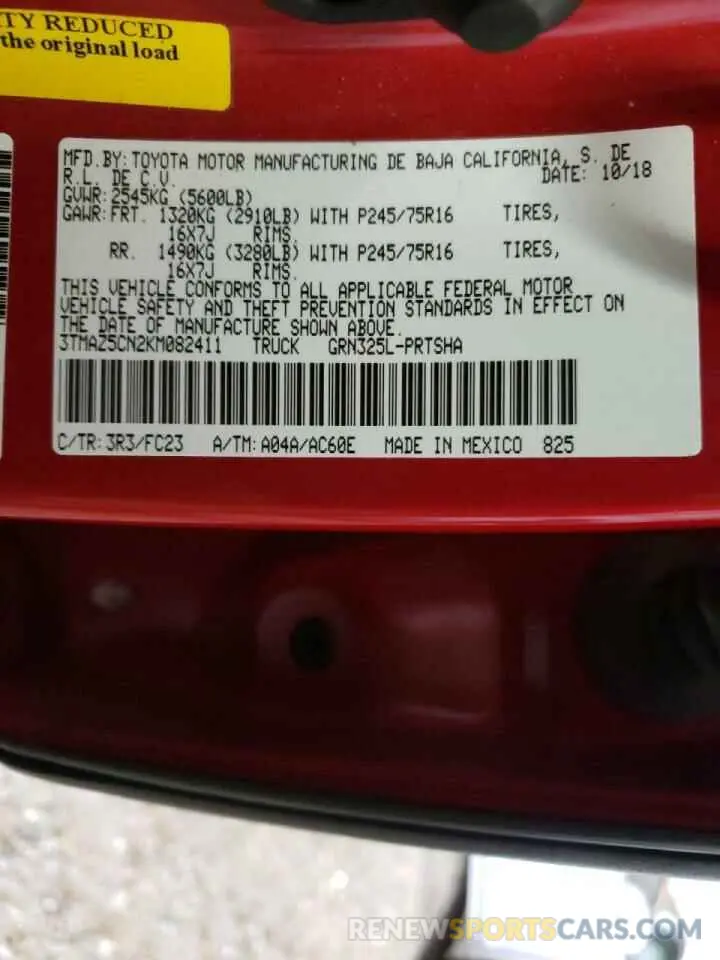 ITY REDUCED
the original load
MFD.BY: TOYOTA MOTOR MANUFACTURING DE BAJA CALIFORNIA, S. DE
R.L. DE C.V. DATE: 10/18
GVWR: 2545KG (5600LB)
GAWR: FRT. 1320KG (2910LB) WITH P245/75R16 TIRES,
16X7J RIMS.
RR. 1490KG (3280LB) WITH P245/75R16 TIRES,
16X7J RIMS.
THIS VEHICLE CONFORMS TO ALL APPLICABLE FEDERAL MOTOR
VEHICLE SAFETY AND THEFT PREVENTION STANDARDS IN EFFECT ON
THE DATE OF MANUFACTURE SHOWN ABOVE.
3TMAZ5CN2KM082411 TRUCK GRN325L-PRTSHA
C/TR: 3R3/FC23 A/TM: A04A/AC60E MADE IN MEXICO 825
RENEWSPORTSCARS.COM